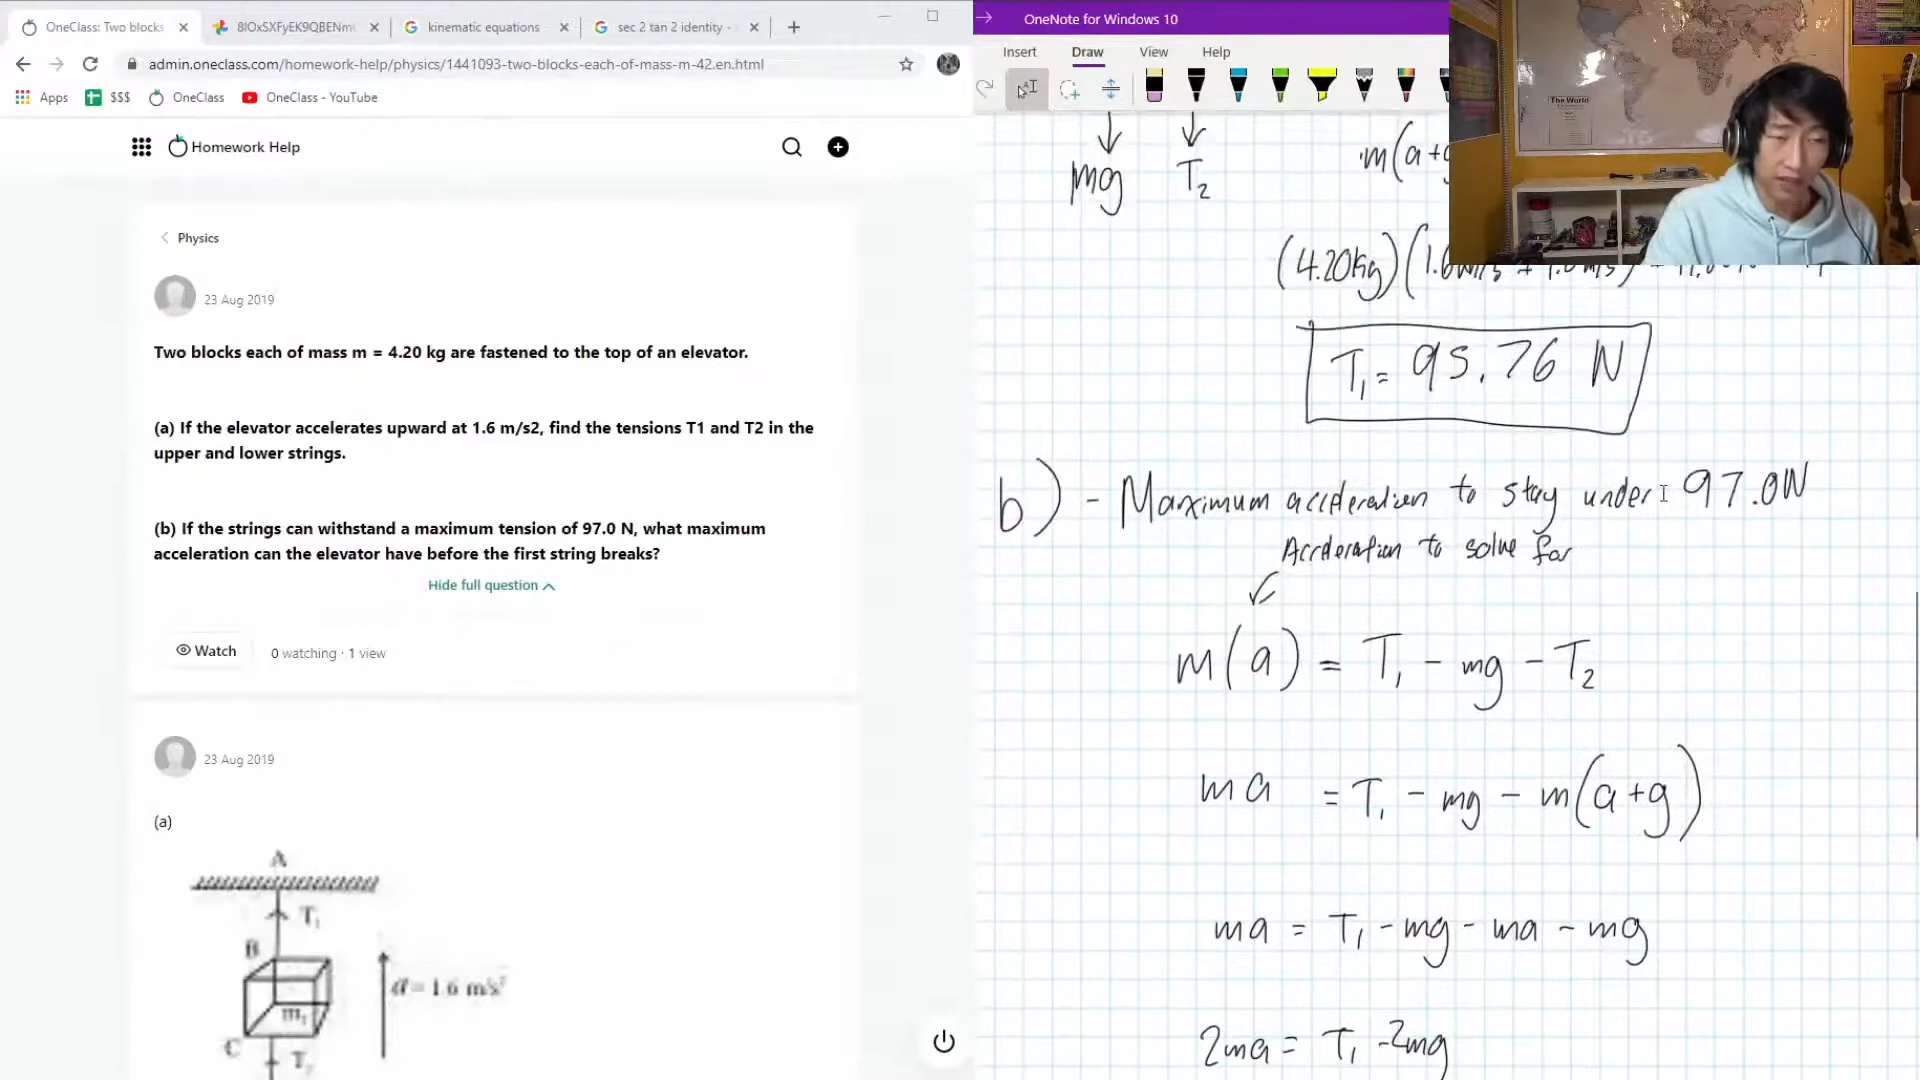 OneClass: Two blocks
8lOxSXFyEK9QBENm
kinematic equations
sec 2 tan 2 identity -
admin.oneclass.com/homework-help/physics/1441093-two-blocks-each-of-mass-m-42.en.html
Apps
$$$
OneClass
OneClass - YouTube
Homework Help
Physics
23 Aug 2019
Two blocks each of mass m = 4.20 kg are fastened to the top of an elevator.
(a) If the elevator accelerates upward at 1.6 m/s2, find the tensions T1 and T2 in the
upper and lower strings.
(b) If the strings can withstand a maximum tension of 97.0 N, what maximum
acceleration can the elevator have before the first string breaks?
Hide full question
Watch
0 watching · 1 view
23 Aug 2019
(a)
A
T₁
B
a = 1.6 m/s²
m₁
C
OneNote for Windows 10
Insert
Draw
View
Help
The World
mg
T₂
m(a+g
(4.20kg)
T₁ = 95.76 N
b) - Maximum accleration to stay under 97.0N
Accleration to solve for
m(a) = T₁ - mg - T₂
ma = T₁ - mg - m(a+g)
ma = T₁ - mg - ma - mg
2ma = T₁ - 2mg